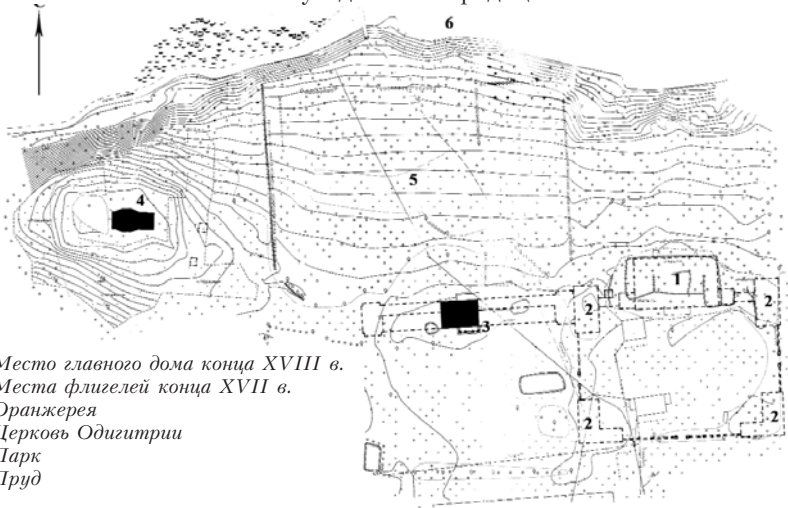 6
4
5
1
2
2
3
2
2
Место главного дома конца XVIII в.
Места флигелей конца XVII в.
Оранжерея
Церковь Одигитрии
Парк
Пруд